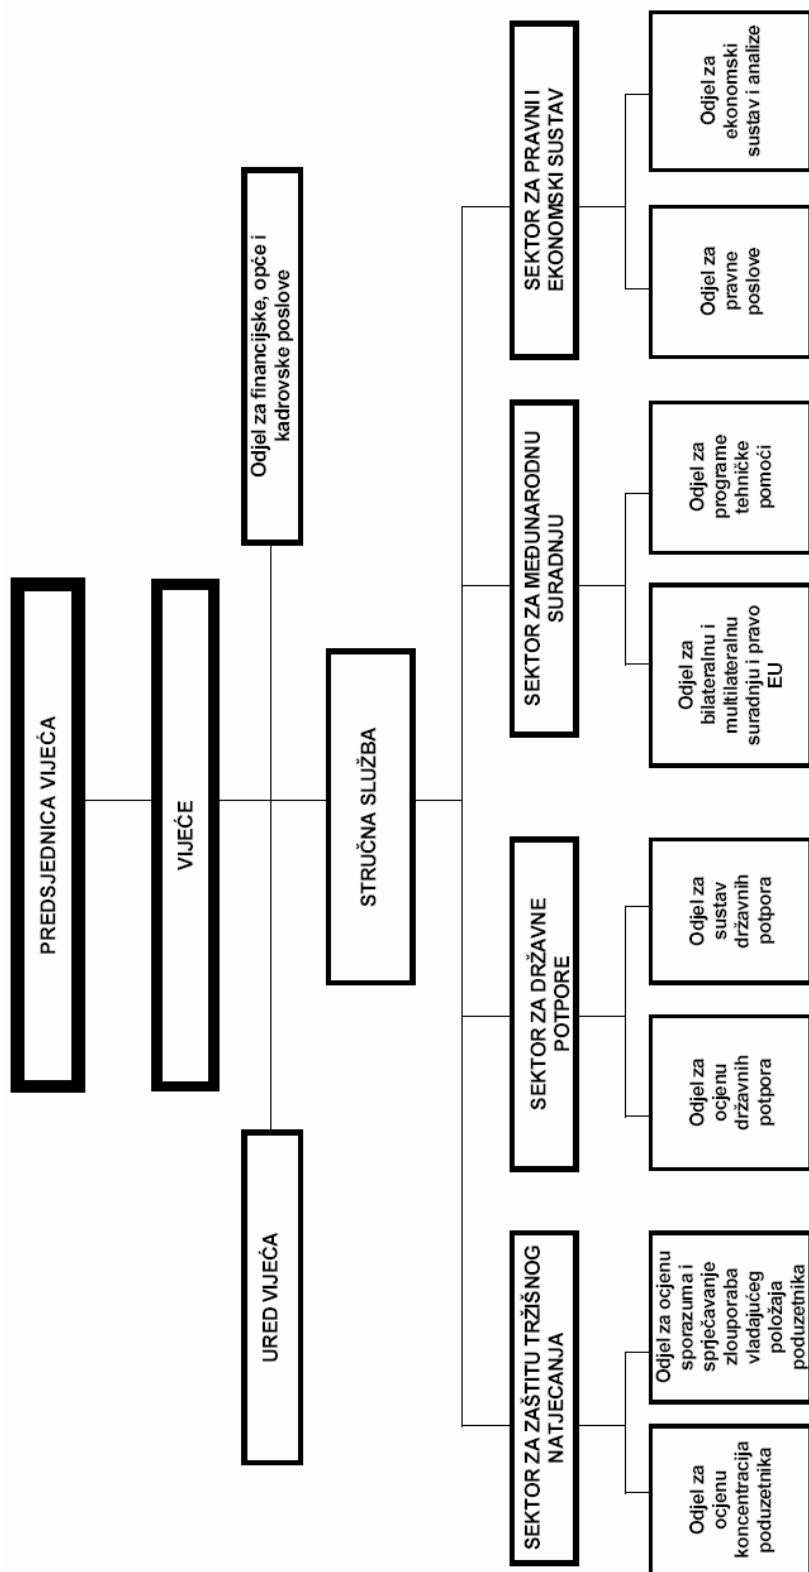 PREDSJEDNICA VIJEĆA
VIJEĆE
URED VIJEĆA
Odjel za financijske, opće i
kadrovske poslove
STRUČNA SLUŽBA
SEKTOR ZA ZAŠTITU TRŽIŠNOG
NATJECANJA
SEKTOR ZA DRŽAVNE
POTPORE
SEKTOR ZA MEĐUNARODNU
SURADNJU
SEKTOR ZA PRAVNI I
EKONOMSKI SUSTAV
Odjel za
ocjenu
koncentracija
poduzetnika
Odjel za ocjenu
sporazuma i
sprječavanje
zlouporaba
vladajućeg
položaja
poduzetnika
Odjel za
ocjenu
državnih
potpora
Odjel za
sustav
državnih
potpora
Odjel za
bilateralnu i
multilateralnu
suradnju i pravo
EU
Odjel za
programe
tehničke
pomoći
Odjel za
pravne
poslove
Odjel za
ekonomski
sustav i analize